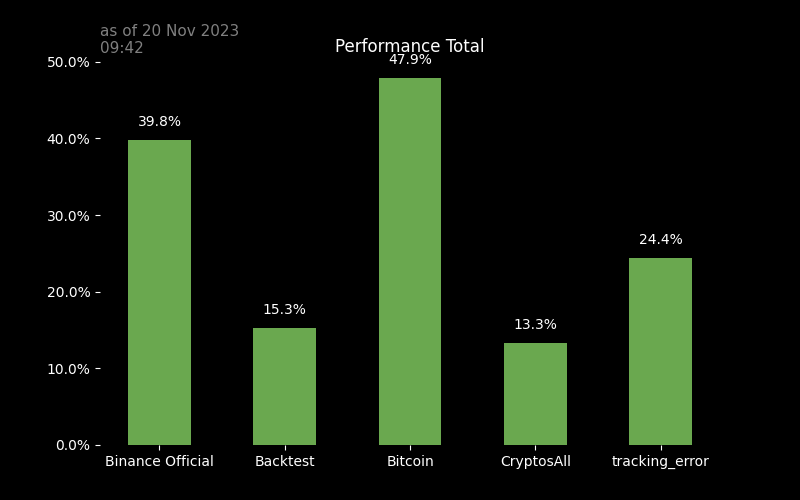 as of 20 Nov 2023
09:42
Performance Total
50.0%
40.0%
30.0%
20.0%
10.0%
0.0%
39.8%
15.3%
47.9%
13.3%
24.4%
Binance Official
Backtest
Bitcoin
CryptosAll
tracking_error